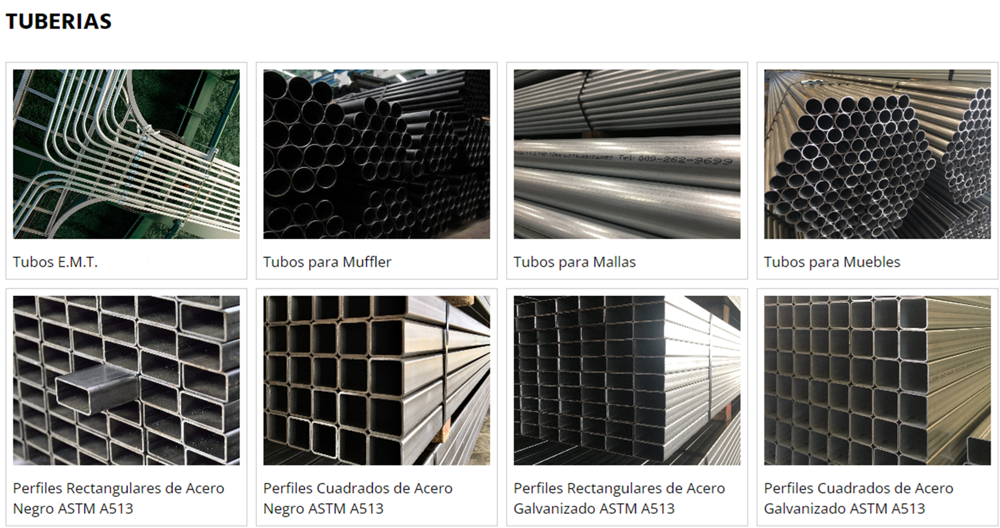 TUBERIAS
Tel: 609-262-9699
Tubos E.M.T.
Tubos para Muffler
Tubos para Mallas
Tubos para Muebles
Perfiles Rectangulares de Acero
Negro ASTM A513
Perfiles Cuadrados de Acero
Negro ASTM A513
Perfiles Rectangulares de Acero
Galvanizado ASTM A513
Perfiles Cuadrados de Acero
Galvanizado ASTM A513